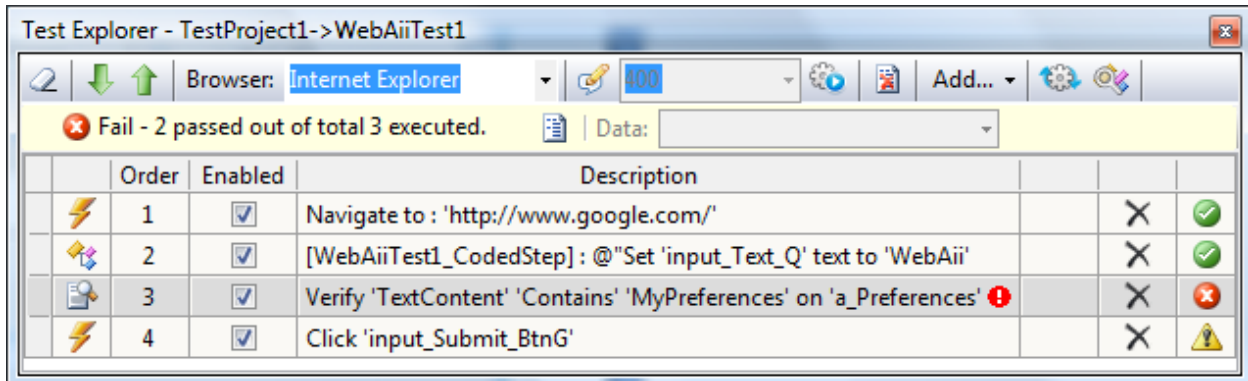 Test Explorer - TestProject1->WebAiiTest1
Browser: Internet Explorer 400 Add...
Fail - 2 passed out of total 3 executed. Data:
Order Enabled Description
1 Navigate to : 'http://www.google.com/'
2 [WebAiiTest1_CodedStep] : @"Set 'input_Text_Q' text to 'WebAii'
3 Verify 'TextContent' 'Contains' 'MyPreferences' on 'a_Preferences'
4 Click 'input_Submit_BtnG'